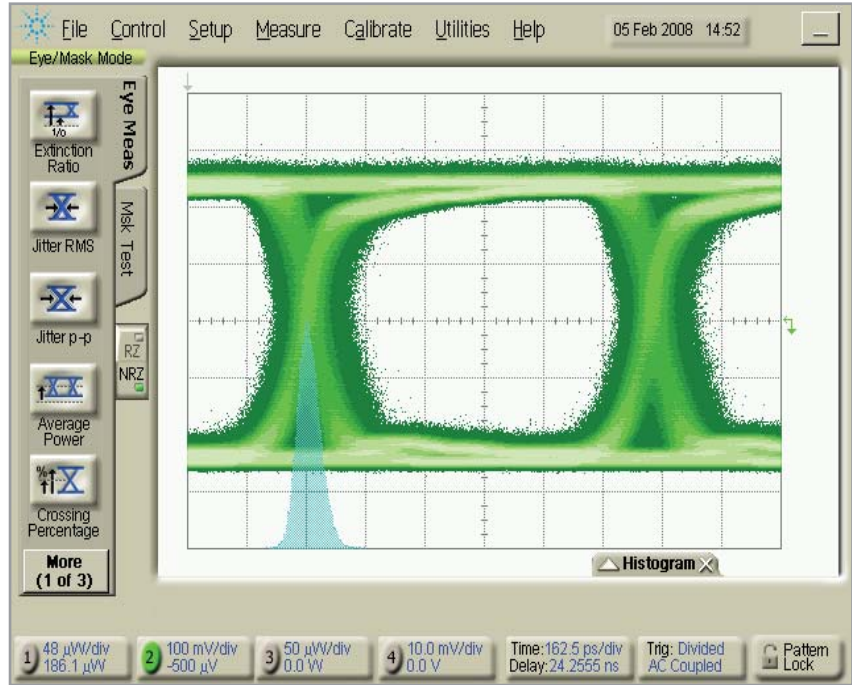 File Control Setup Measure Calibrate Utilities Help 05 Feb 2008 14:52
Eye/Mask Mode
Eye Meas
Msk Test
1/0
Extinction
Ratio
Jitter RMS
Jitter p-p
RZ
NRZ
Average
Power
%
Crossing
Percentage
More
(1 of 3)
Histogram
1) 48 µW/div
186.1 µW
2) 100 mV/div
-500 µV
3) 50 µW/div
0.0 W
4) 10.0 mV/div
0.0 V
Time:162.5 ps/div
Delay:24.2555 ns
Trig: Divided
AC Coupled
Pattern
Lock